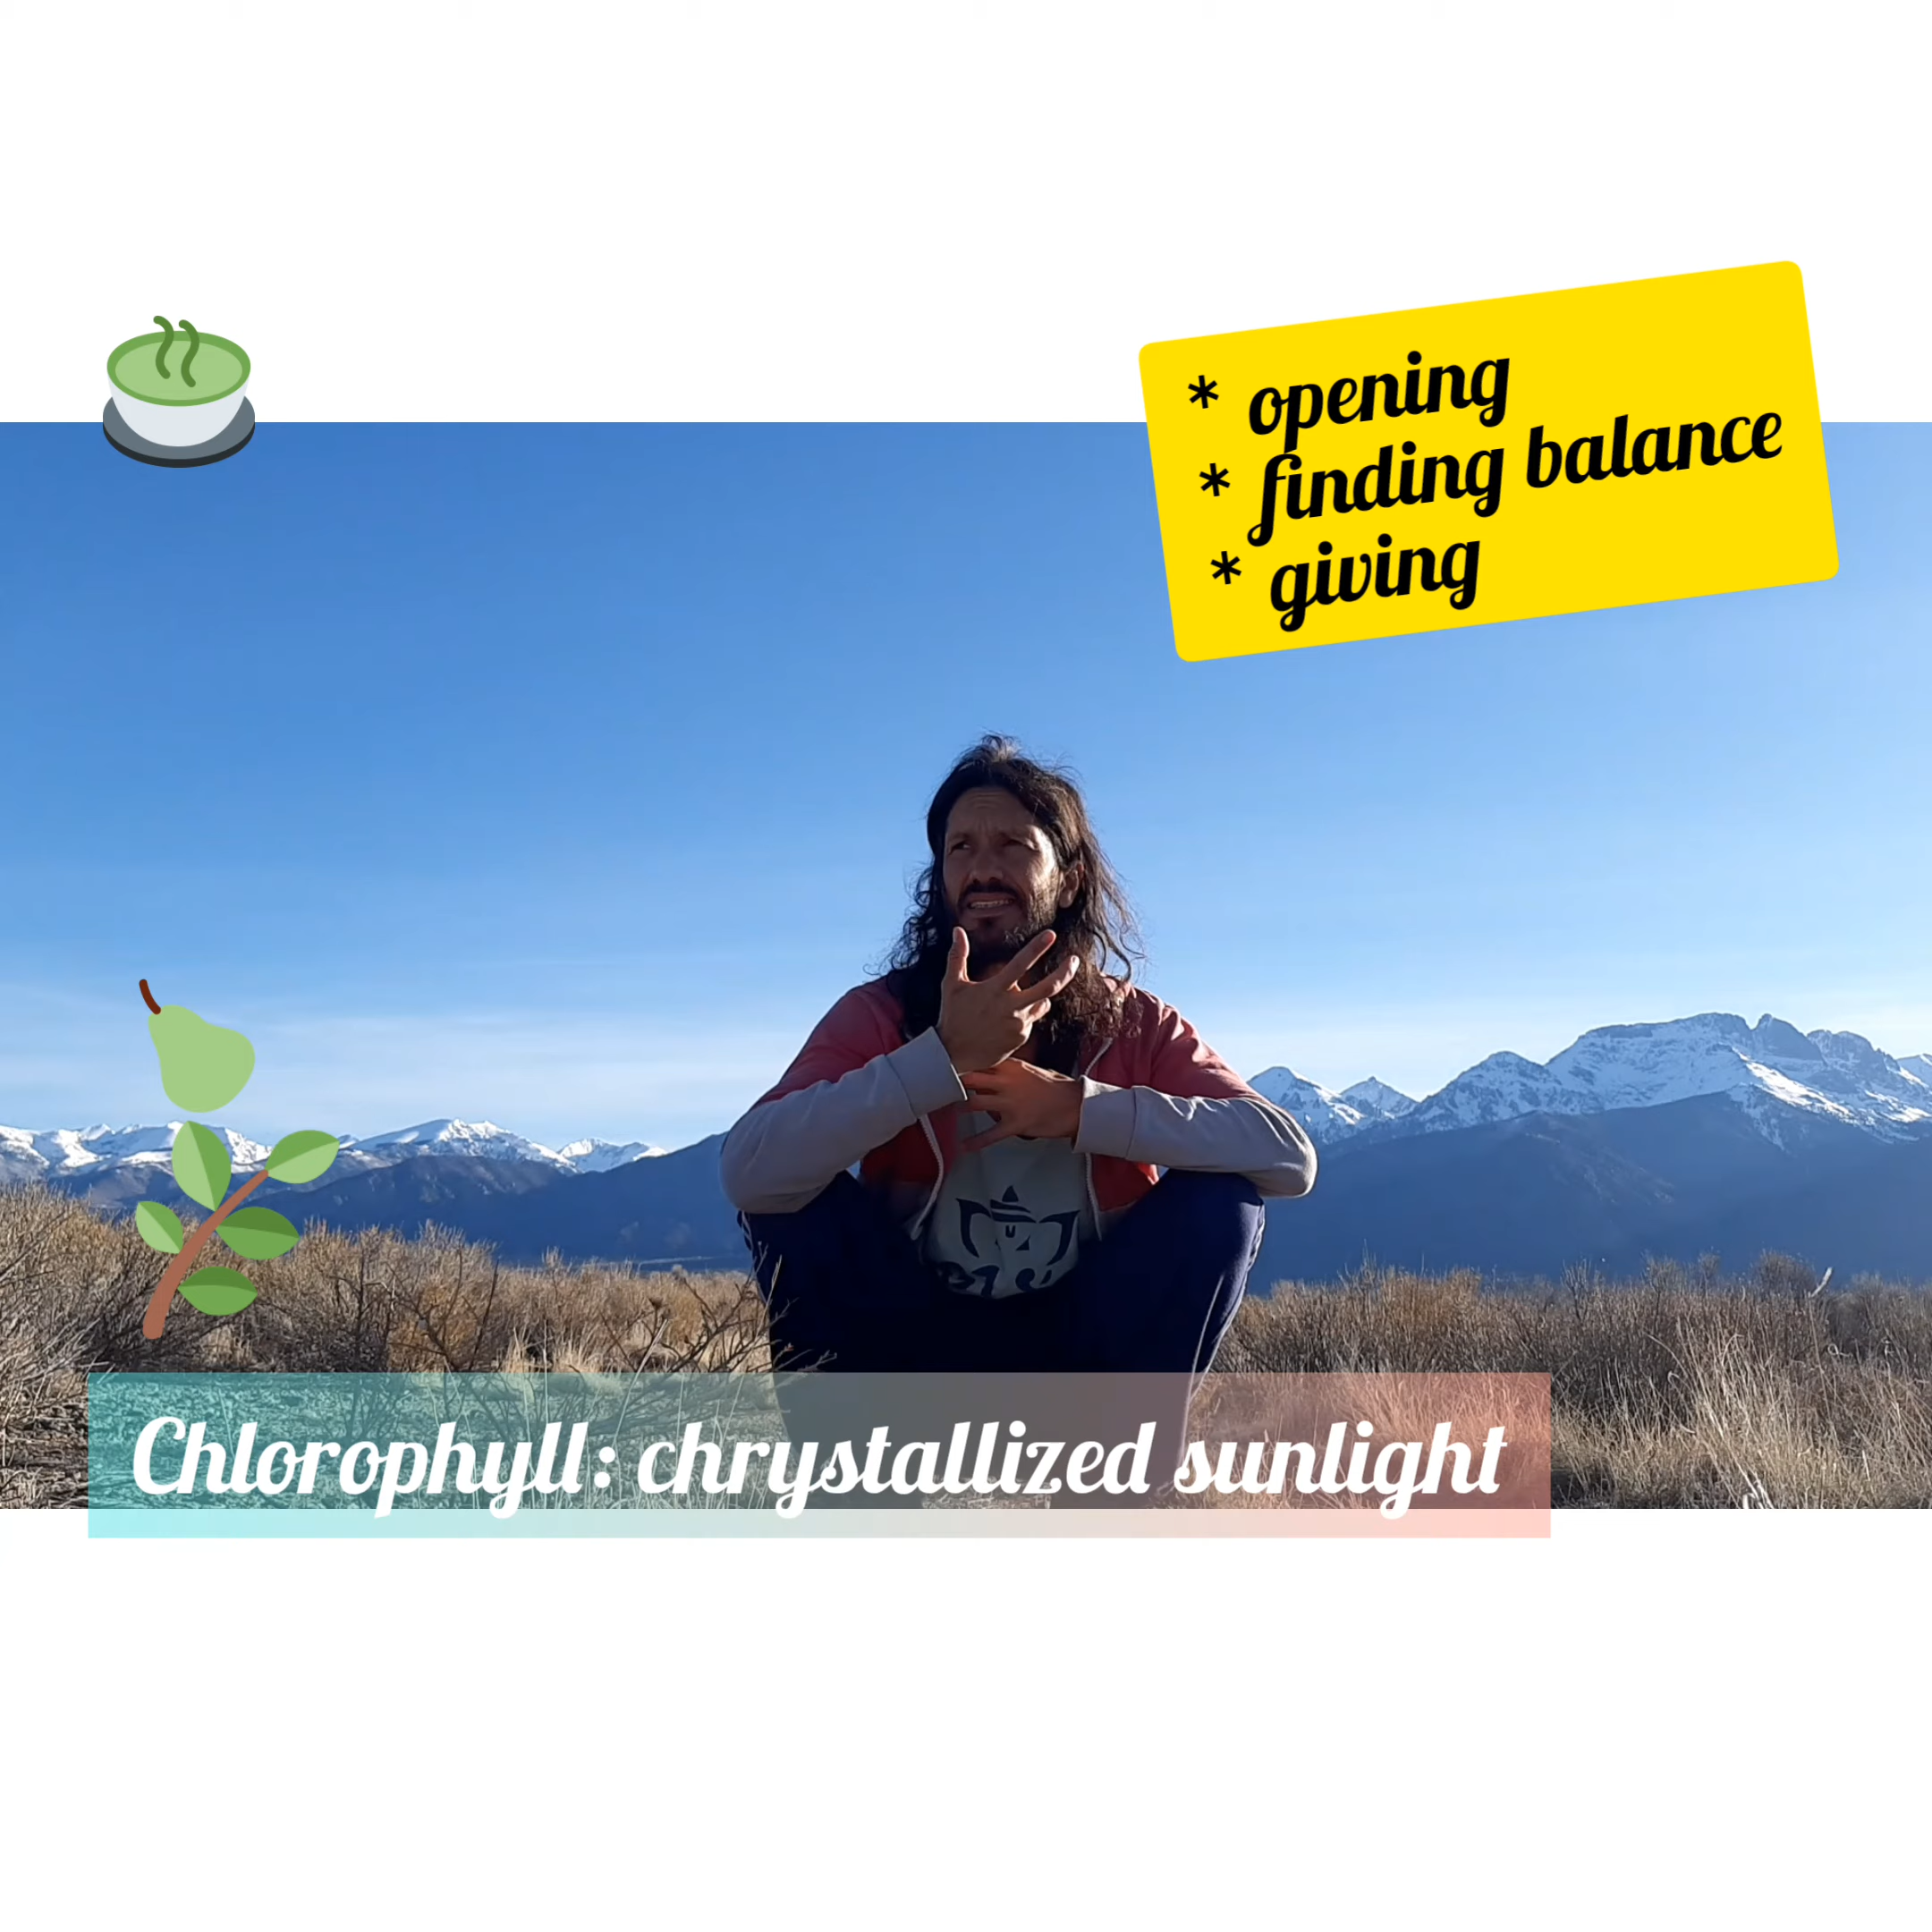 * opening
* finding balance
* giving
Chlorophyll: chrystallized sunlight